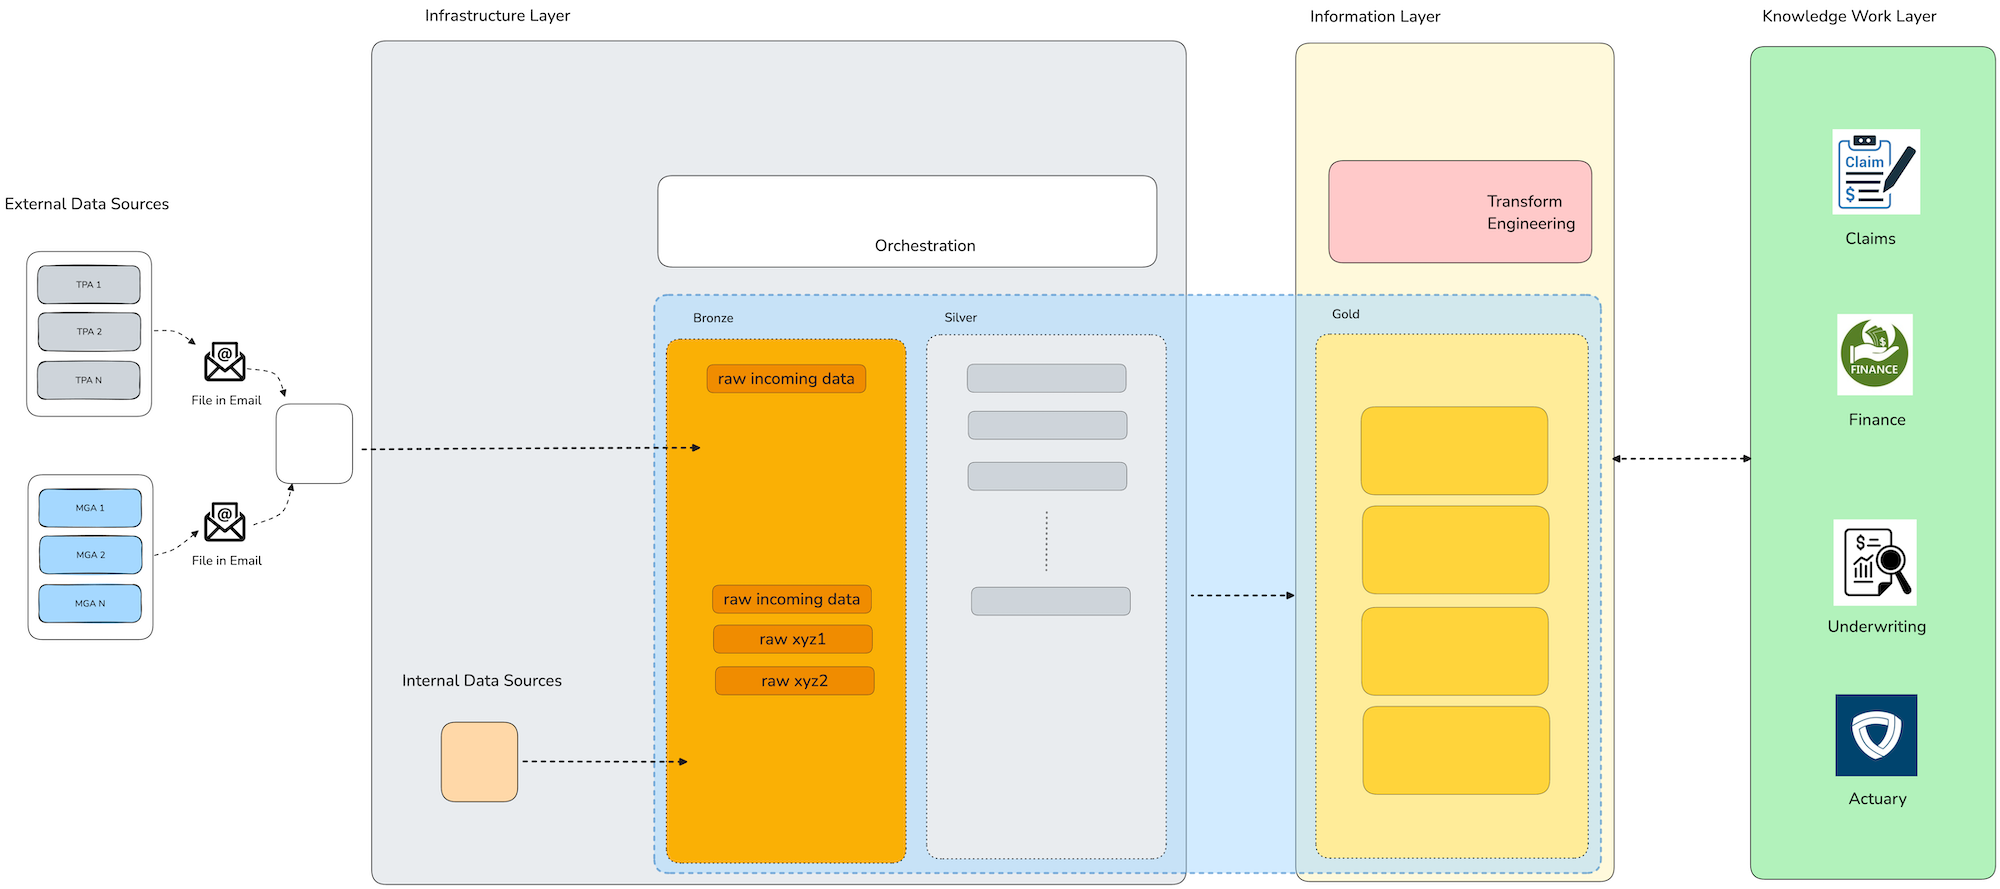 Infrastructure Layer
Information Layer
Knowledge Work Layer
External Data Sources
TPA 1
TPA 2
TPA N
@
File in Email
MGA 1
MGA 2
MGA N
@
File in Email
Internal Data Sources
Orchestration
Bronze
raw incoming data
raw incoming data
raw xyz1
raw xyz2
Silver
Transform
Engineering
Gold
Claim
$
Claims
$
FINANCE
Finance
$
Underwriting
Actuary